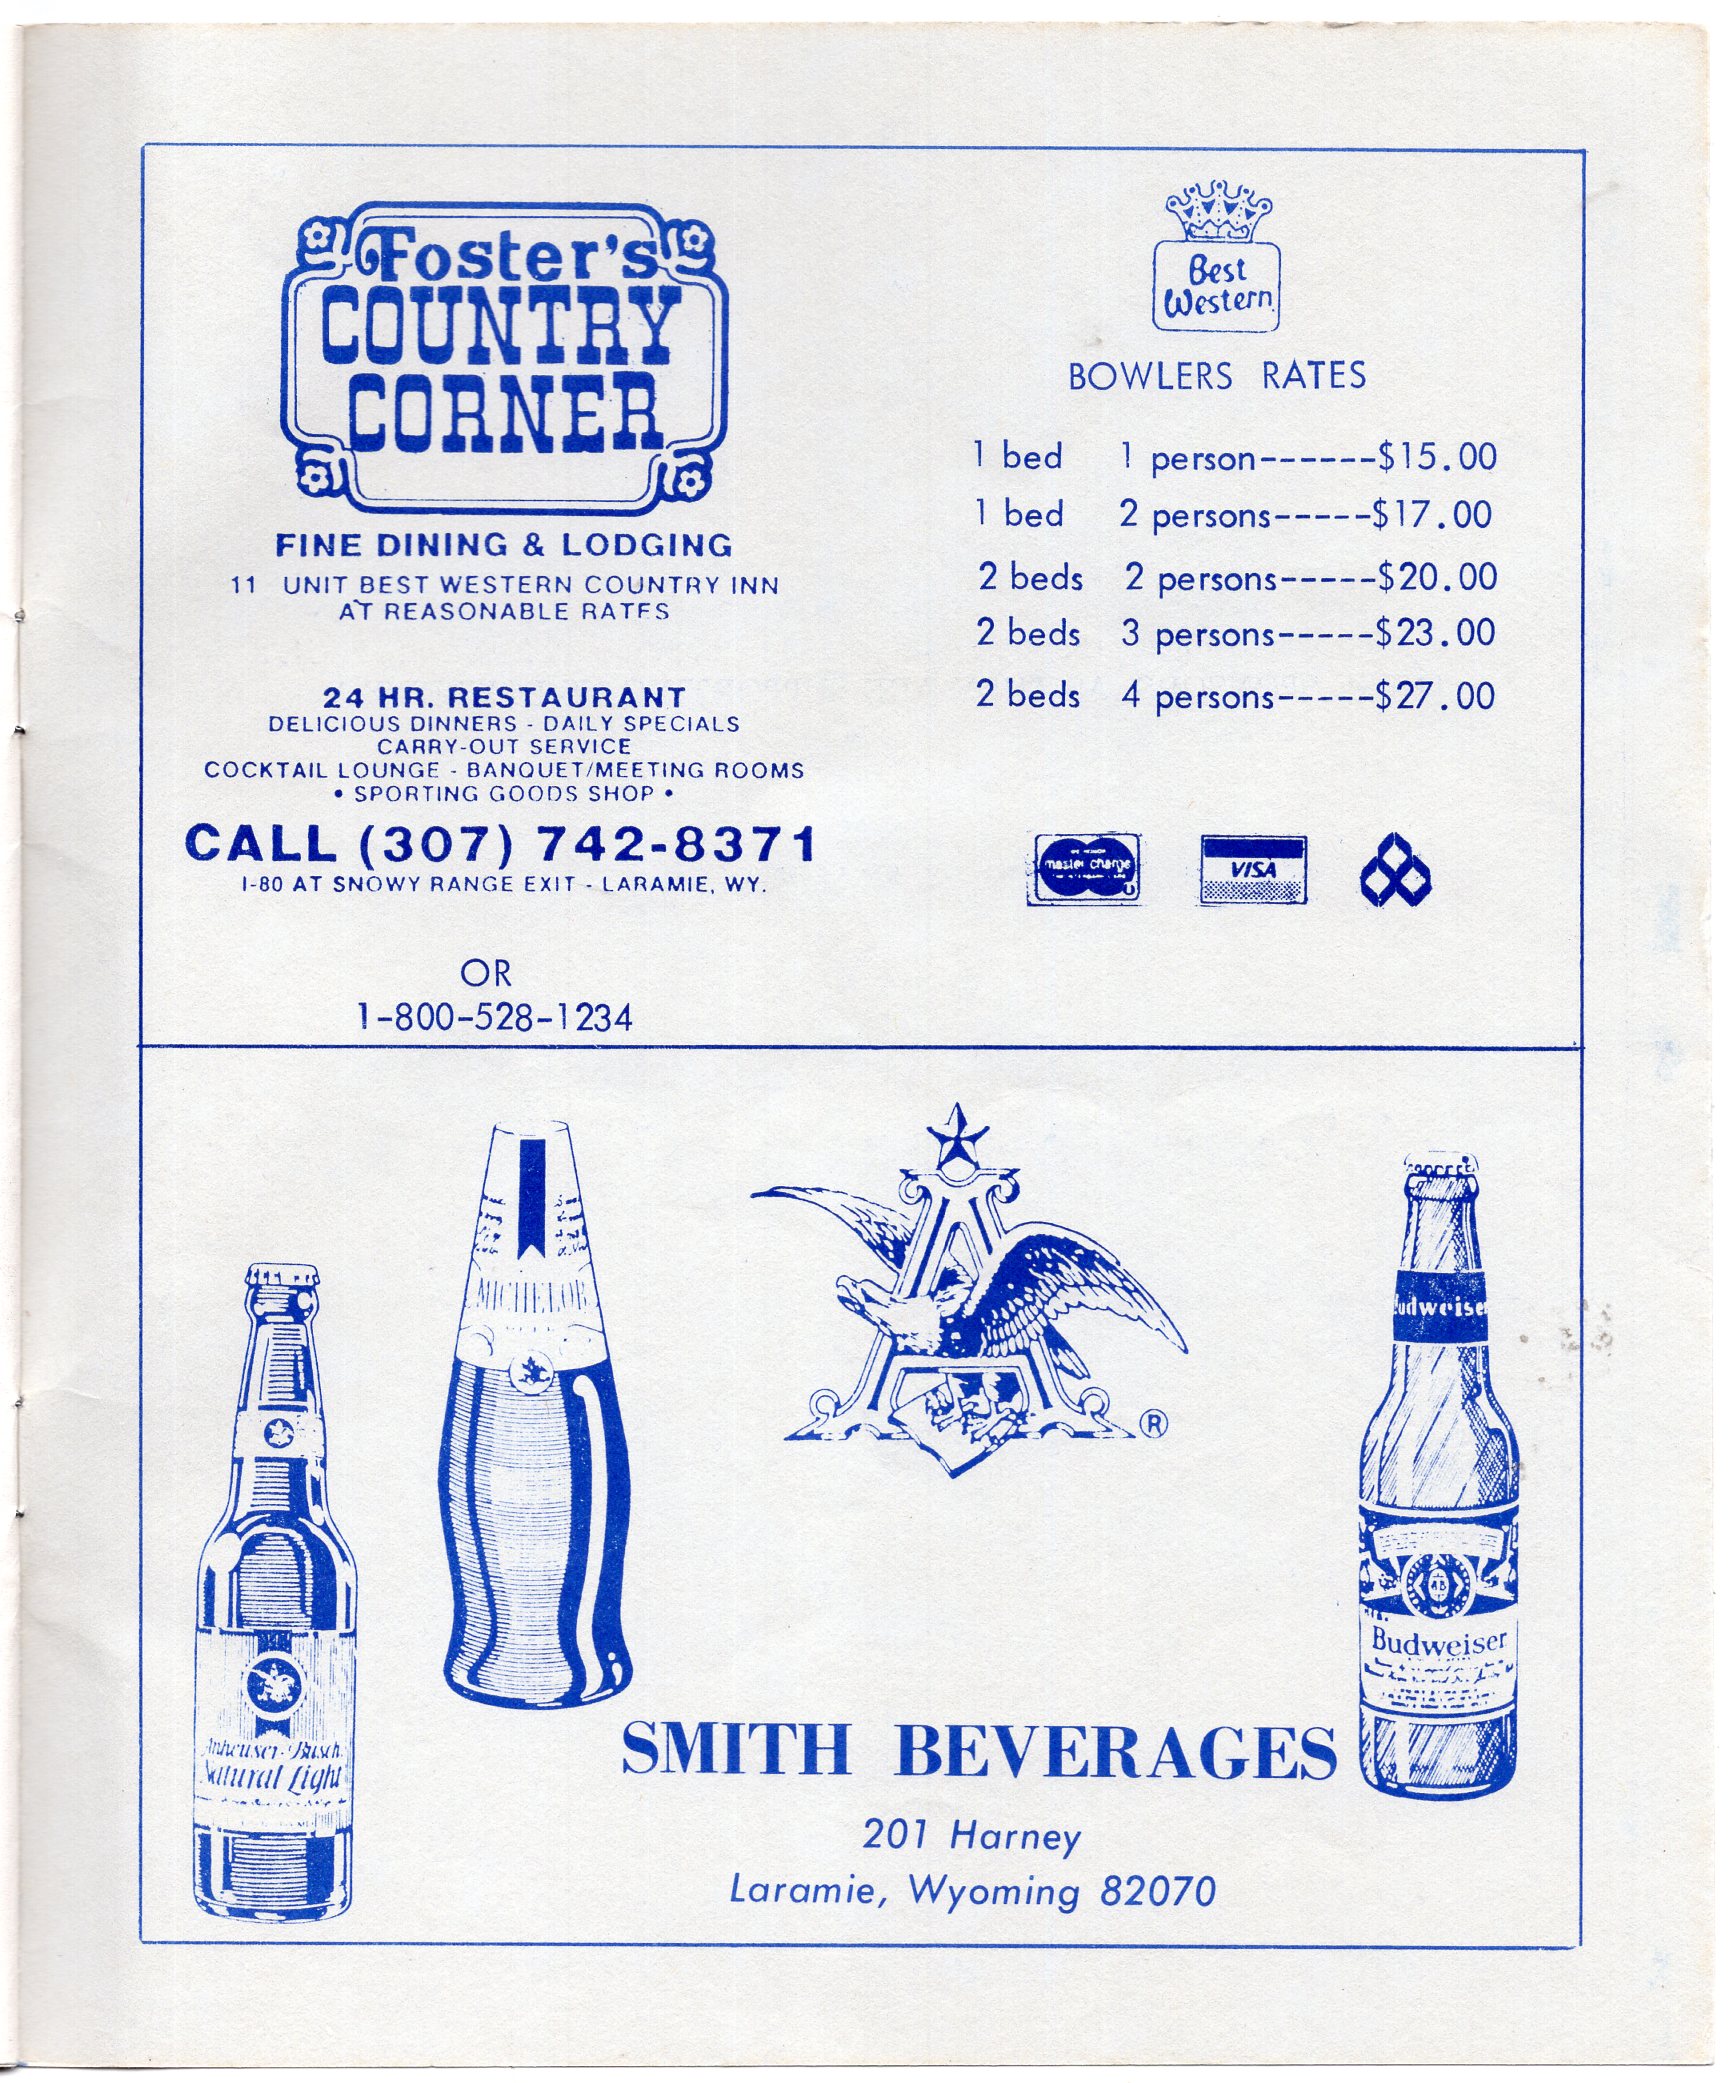 Foster's
COUNTRY
CORNER
FINE DINING & LODGING
11 UNIT BEST WESTERN COUNTRY INN
AT REASONABLE RATES
24 HR. RESTAURANT
DELICIOUS DINNERS - DAILY SPECIALS
CARRY-OUT SERVICE
COCKTAIL LOUNGE - BANQUET/MEETING ROOMS
• SPORTING GOODS SHOP •
CALL (307) 742-8371
I-80 AT SNOWY RANGE EXIT - LARAMIE, WY.
OR
1-800-528-1234
Best
Western
BOWLERS RATES
1 bed 1 person------$15.00
1 bed 2 persons-----$17.00
2 beds 2 persons-----$20.00
2 beds 3 persons-----$23.00
2 beds 4 persons-----$27.00
master charge
VISA
MICHELOB
A
®
Budweiser
AB
Budweiser
Anheuser-Busch
Natural Light
SMITH BEVERAGES
201 Harney
Laramie, Wyoming 82070